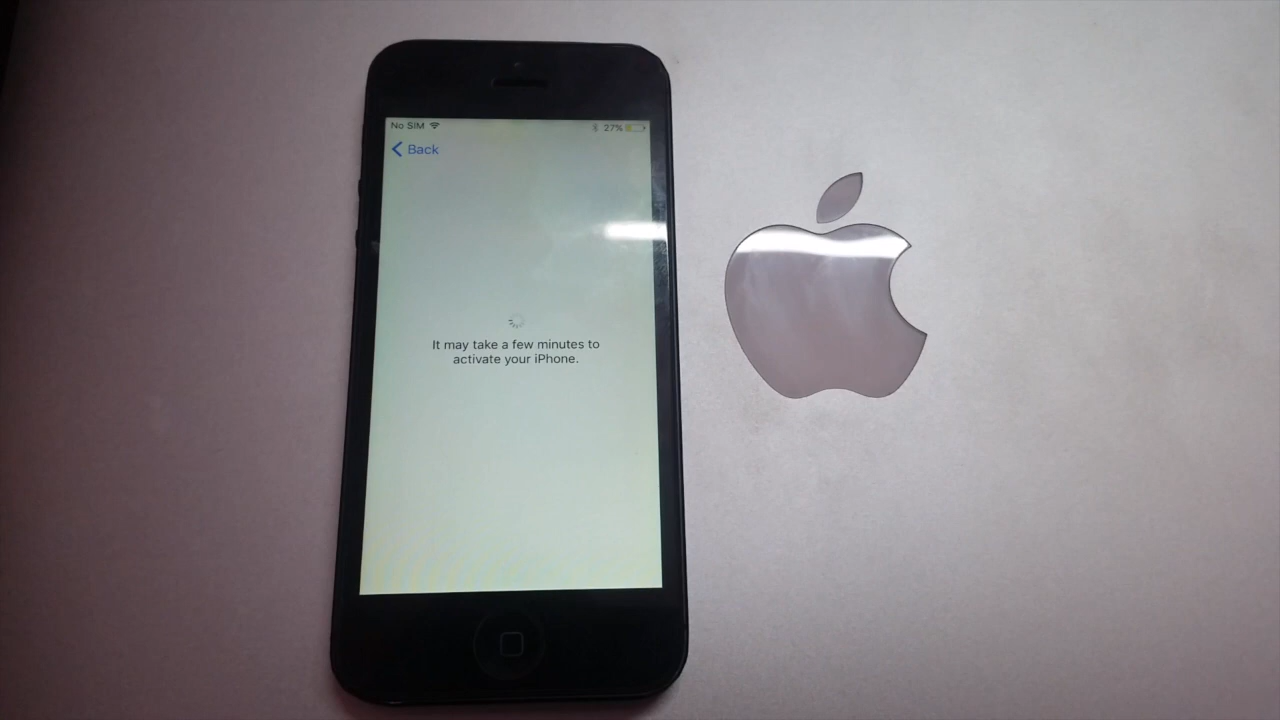 No SIM 27%
Back
It may take a few minutes to
activate your iPhone.